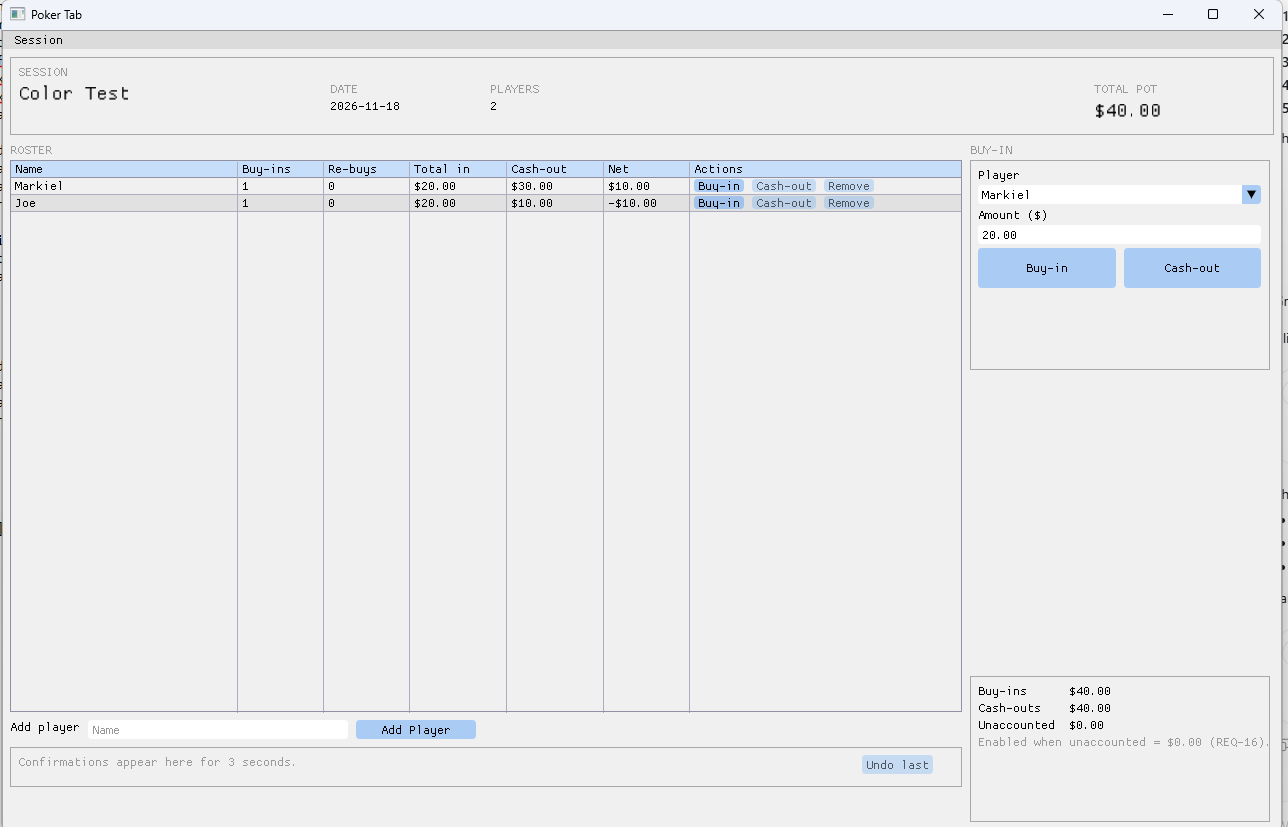 Poker Tab
Session
SESSION
Color Test
DATE
2026-11-18
PLAYERS
2
TOTAL POT
$40.00
ROSTER
Name Buy-ins Re-buys Total in Cash-out Net Actions
Markiel 1 0 $20.00 $30.00 $10.00 Buy-in Cash-out Remove
Joe 1 0 $20.00 $10.00 -$10.00 Buy-in Cash-out Remove
Add player Name Add Player
Confirmations appear here for 3 seconds. Undo last
BUY-IN
Player
Markiel
Amount ($)
20.00
Buy-in Cash-out
Buy-ins $40.00
Cash-outs $40.00
Unaccounted $0.00
Enabled when unaccounted = $0.00 (REQ-16).